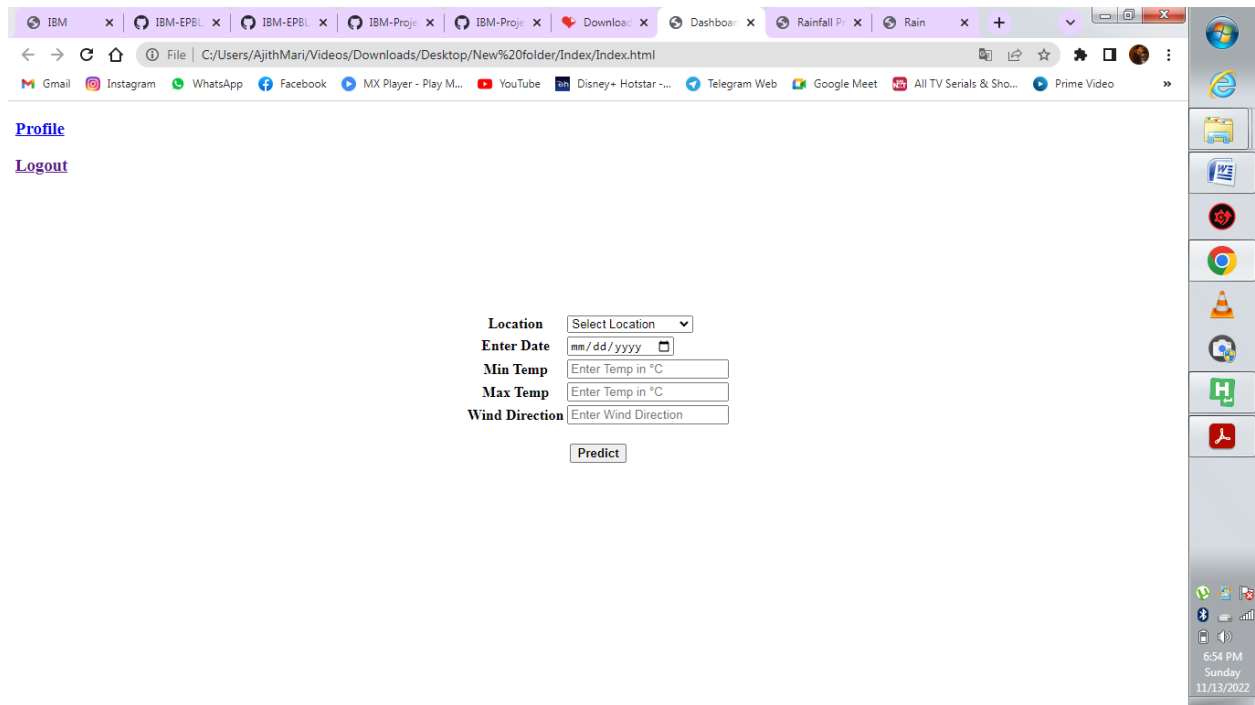 IBM IBM-EPBL IBM-EPBL IBM-Proje IBM-Proje Download Dashboar Rainfall Pr Rain
File C:/Users/AjithMari/Videos/Downloads/Desktop/New%20folder/Index/Index.html
Gmail Instagram WhatsApp Facebook MX Player - Play M... YouTube Disney+ Hotstar -... Telegram Web Google Meet All TV Serials & Sho... Prime Video »
Profile
Logout
Location Select Location
Enter Date mm/dd/yyyy
Min Temp Enter Temp in °C
Max Temp Enter Temp in °C
Wind Direction Enter Wind Direction
Predict
6:54 PM
Sunday
11/13/2022